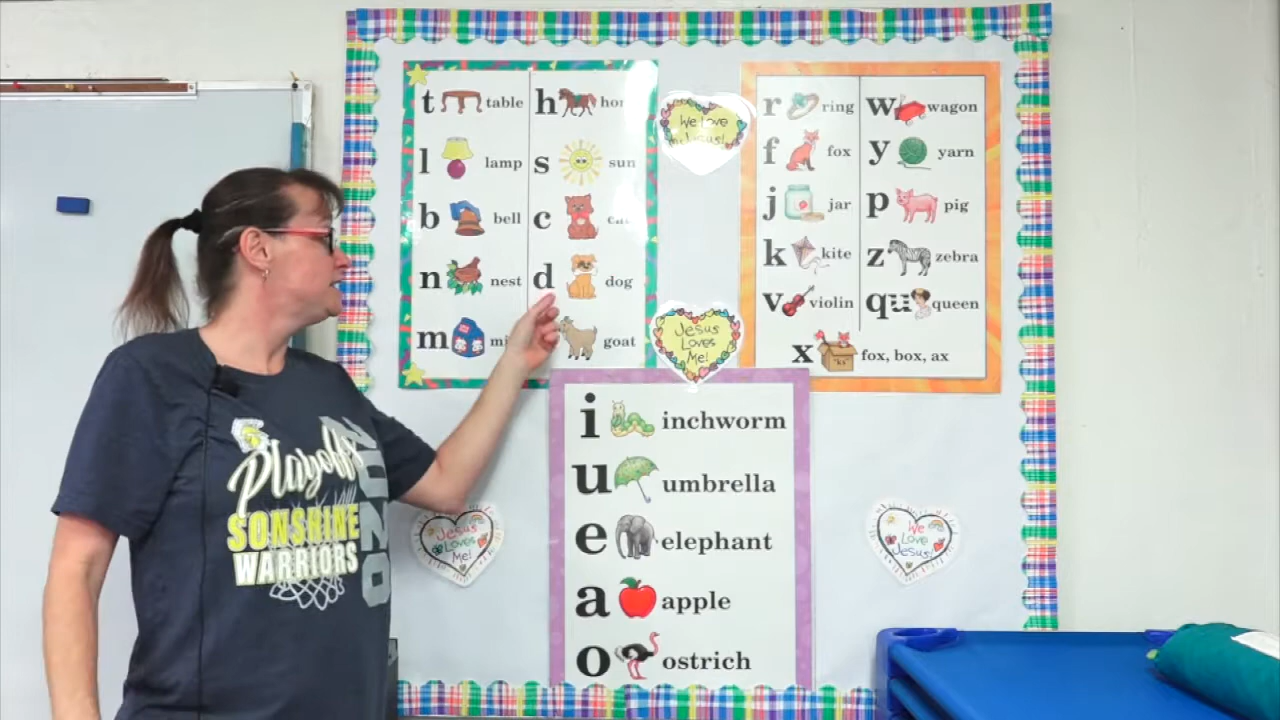 t table
l lamp
b bell
n nest
m
h
s sun
c
d dog
goat
We Love
Jesus!
r ring
f fox
j jar
k kite
v violin
w wagon
y yarn
p pig
z zebra
qu queen
x fox, box, ax
Jesus
Loves
Me!
i inchworm
u umbrella
e elephant
a apple
o ostrich
Playoffs
SONSHINE
WARRIORS
Jesus
Loves
Me!
We
Love
Jesus!